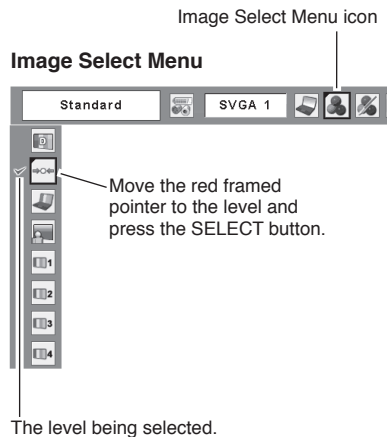 Image Select Menu icon
Image Select Menu
Standard
SVGA 1
D
Move the red framed
pointer to the level and
press the SELECT button.
1
2
3
4
The level being selected.